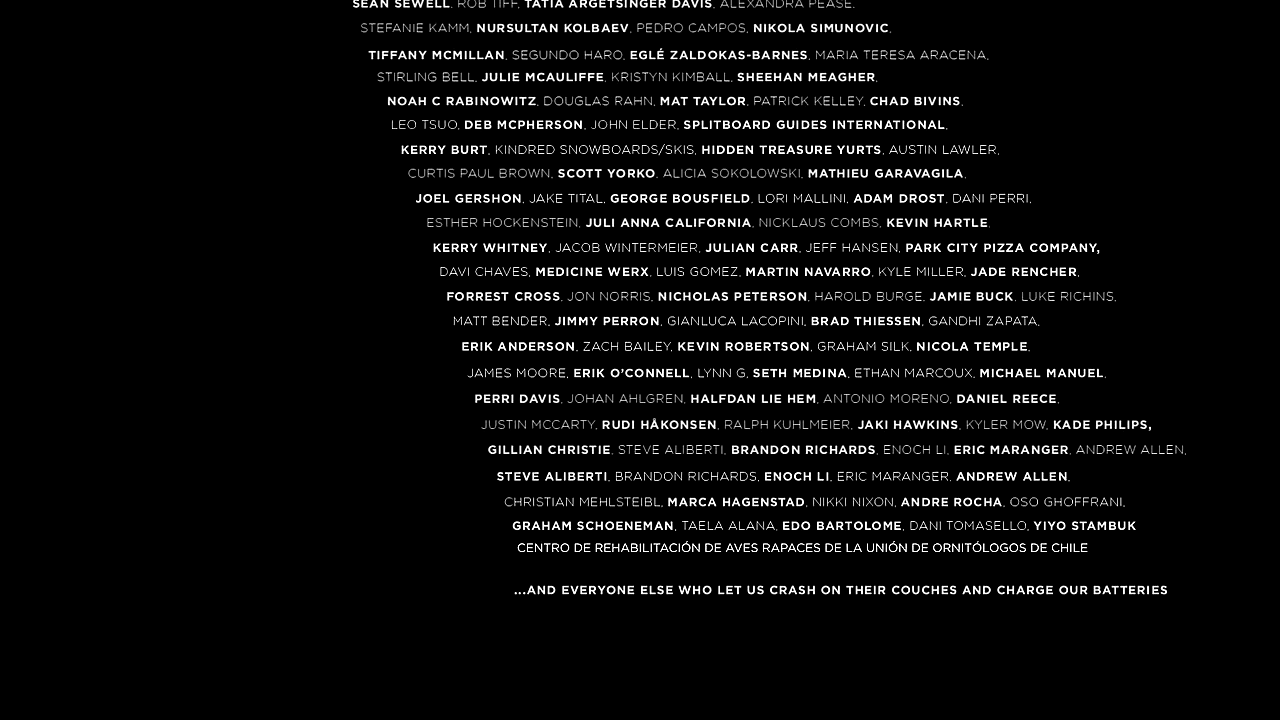 SEAN SEWELL, ROB TIFF, TATIA ARGETSINGER DAVIS, ALEXANDRA PEASE,
STEFANIE KAMM, NURSULTAN KOLBAEV, PEDRO CAMPOS, NIKOLA SIMUNOVIC,
TIFFANY MCMILLAN, SEGUNDO HARO, EGLÉ ZALDOKAS-BARNES, MARIA TERESA ARACENA,
STIRLING BELL, JULIE MCAULIFFE, KRISTYN KIMBALL, SHEEHAN MEAGHER,
NOAH C RABINOWITZ, DOUGLAS RAHN, MAT TAYLOR, PATRICK KELLEY, CHAD BIVINS,
LEO TSUO, DEB MCPHERSON, JOHN ELDER, SPLITBOARD GUIDES INTERNATIONAL,
KERRY BURT, KINDRED SNOWBOARDS/SKIS, HIDDEN TREASURE YURTS, AUSTIN LAWLER,
CURTIS PAUL BROWN, SCOTT YORKO, ALICIA SOKOLOWSKI, MATHIEU GARAVAGILA,
JOEL GERSHON, JAKE TITAL, GEORGE BOUSFIELD, LORI MALLINI, ADAM DROST, DANI PERRI,
ESTHER HOCKENSTEIN, JULI ANNA CALIFORNIA, NICKLAUS COMBS, KEVIN HARTLE,
KERRY WHITNEY, JACOB WINTERMEIER, JULIAN CARR, JEFF HANSEN, PARK CITY PIZZA COMPANY,
DAVI CHAVES, MEDICINE WERX, LUIS GOMEZ, MARTIN NAVARRO, KYLE MILLER, JADE RENCHER,
FORREST CROSS, JON NORRIS, NICHOLAS PETERSON, HAROLD BURGE, JAMIE BUCK, LUKE RICHINS,
MATT BENDER, JIMMY PERRON, GIANLUCA LACOPINI, BRAD THIESSEN, GANDHI ZAPATA,
ERIK ANDERSON, ZACH BAILEY, KEVIN ROBERTSON, GRAHAM SILK, NICOLA TEMPLE,
JAMES MOORE, ERIK O’CONNELL, LYNN G, SETH MEDINA, ETHAN MARCOUX, MICHAEL MANUEL,
PERRI DAVIS, JOHAN AHLGREN, HALFDAN LIE HEM, ANTONIO MORENO, DANIEL REECE,
JUSTIN MCCARTY, RUDI HÅKONSEN, RALPH KUHLMEIER, JAKI HAWKINS, KYLER MOW, KADE PHILIPS,
GILLIAN CHRISTIE, STEVE ALIBERTI, BRANDON RICHARDS, ENOCH LI, ERIC MARANGER, ANDREW ALLEN,
STEVE ALIBERTI, BRANDON RICHARDS, ENOCH LI, ERIC MARANGER, ANDREW ALLEN,
CHRISTIAN MEHLSTEIBL, MARCA HAGENSTAD, NIKKI NIXON, ANDRE ROCHA, OSO GHOFFRANI,
GRAHAM SCHOENEMAN, TAELA ALANA, EDO BARTOLOME, DANI TOMASELLO, YIYO STAMBUK
CENTRO DE REHABILITACIÓN DE AVES RAPACES DE LA UNIÓN DE ORNITÓLOGOS DE CHILE
...AND EVERYONE ELSE WHO LET US CRASH ON THEIR COUCHES AND CHARGE OUR BATTERIES